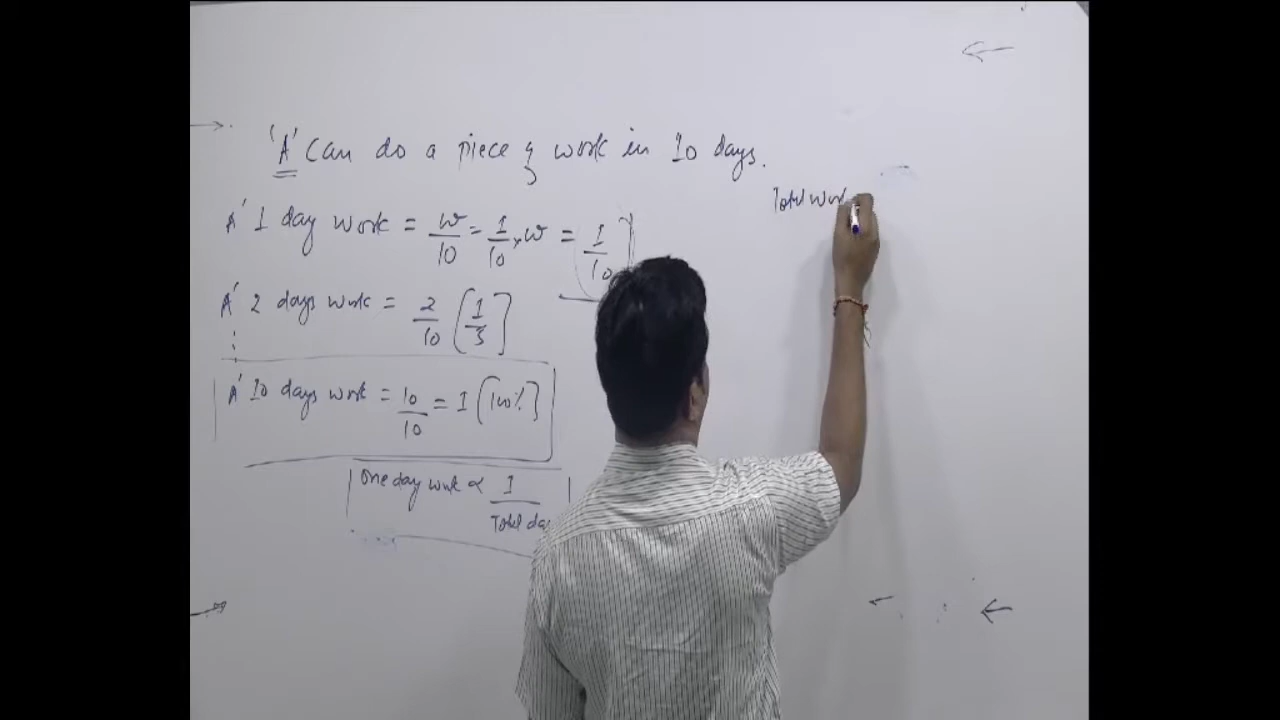 'A' Can do a piece of work in 10 days.
A' 1 day work = w/10 = 1/10 × w = 1/10
A' 2 days work = 2/10 (1/5]
⋮
A' 10 days work = 10/10 = 1 (100%]
One day work ∝ 1/Total da
Total work